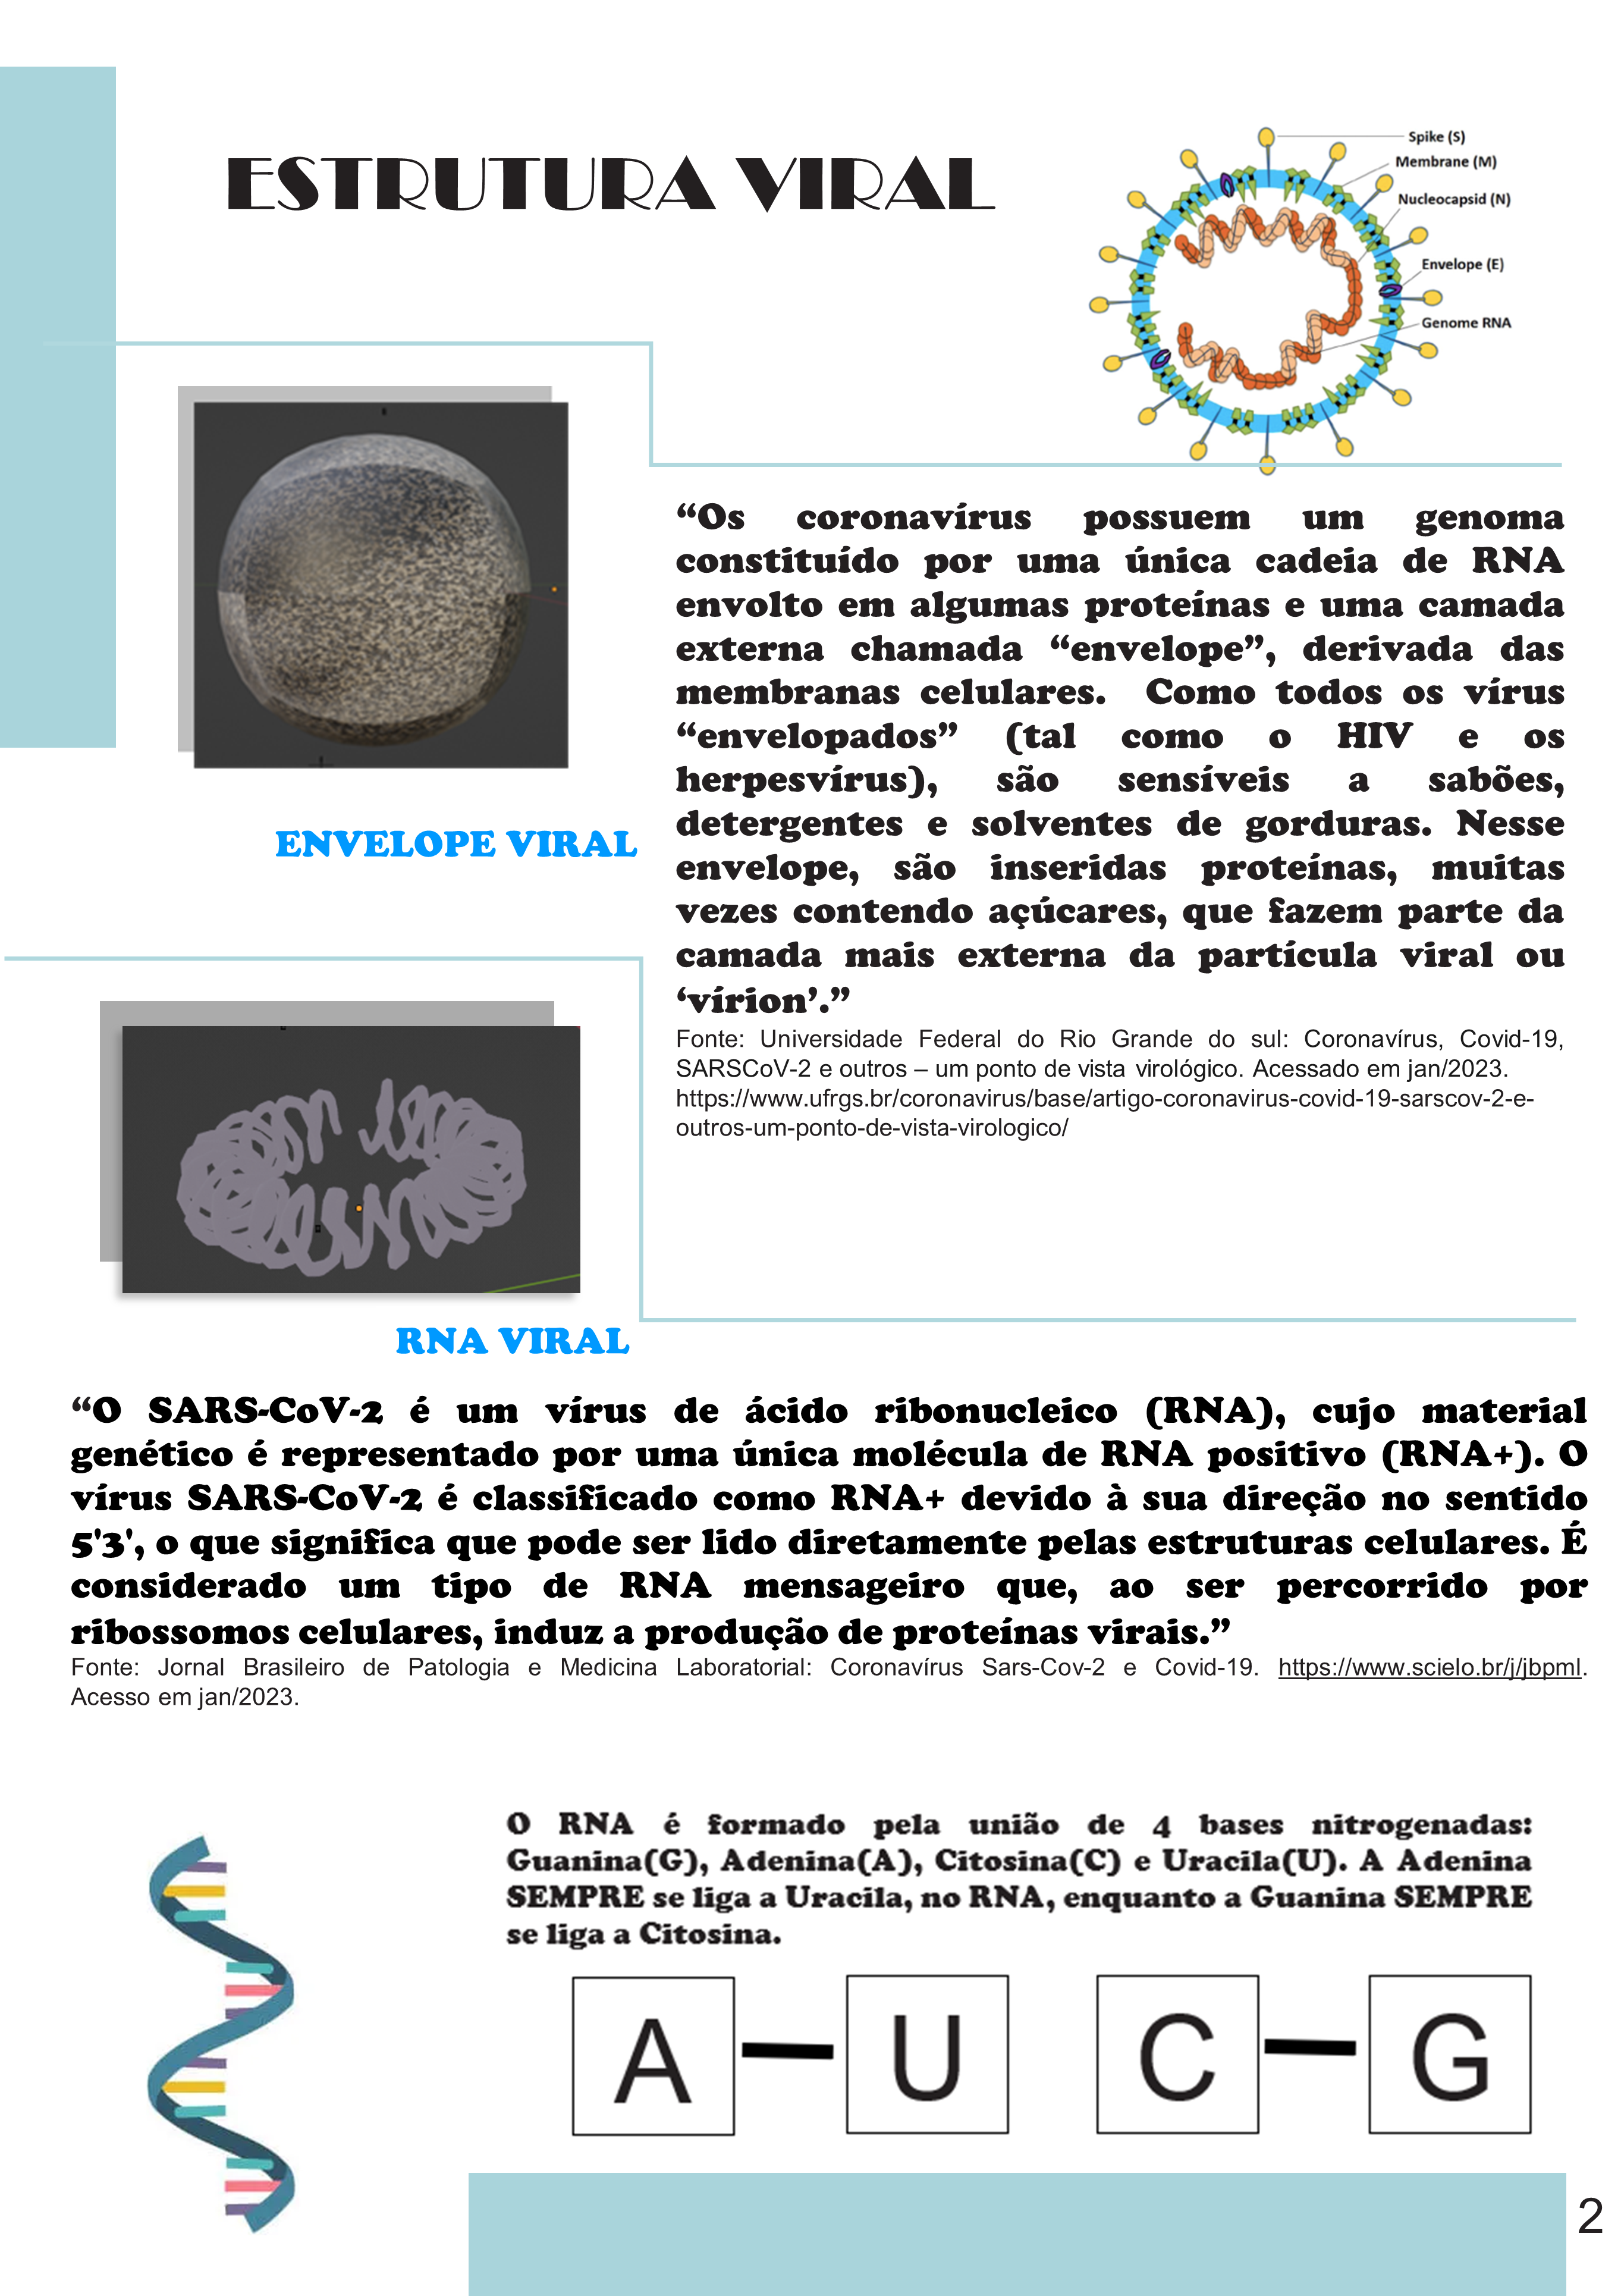 ESTRUTURA VIRAL
Spike (S)
Membrane (M)
Nucleocapsid (N)
Envelope (E)
Genome RNA
“Os coronavírus possuem um genoma
constituído por uma única cadeia de RNA
envolto em algumas proteínas e uma camada
externa chamada “envelope”, derivada das
membranas celulares. Como todos os vírus
“envelopados” (tal como o HIV e os
herpesvírus), são sensíveis a sabões,
detergentes e solventes de gorduras. Nesse
envelope, são inseridas proteínas, muitas
vezes contendo açúcares, que fazem parte da
camada mais externa da partícula viral ou
‘vírion’.”
Fonte: Universidade Federal do Rio Grande do sul: Coronavírus, Covid-19,
SARSCoV-2 e outros – um ponto de vista virológico. Acessado em jan/2023.
https://www.ufrgs.br/coronavirus/base/artigo-coronavirus-covid-19-sarscov-2-e-
outros-um-ponto-de-vista-virologico/
ENVELOPE VIRAL
RNA VIRAL
“O SARS-CoV-2 é um vírus de ácido ribonucleico (RNA), cujo material
genético é representado por uma única molécula de RNA positivo (RNA+). O
vírus SARS-CoV-2 é classificado como RNA+ devido à sua direção no sentido
5'3', o que significa que pode ser lido diretamente pelas estruturas celulares. É
considerado um tipo de RNA mensageiro que, ao ser percorrido por
ribossomos celulares, induz a produção de proteínas virais.”
Fonte: Jornal Brasileiro de Patologia e Medicina Laboratorial: Coronavírus Sars-Cov-2 e Covid-19. https://www.scielo.br/j/jbpml.
Acesso em jan/2023.
O RNA é formado pela união de 4 bases nitrogenadas:
Guanina(G), Adenina(A), Citosina(C) e Uracila(U). A Adenina
SEMPRE se liga a Uracila, no RNA, enquanto a Guanina SEMPRE
se liga a Citosina.
A U C G
2